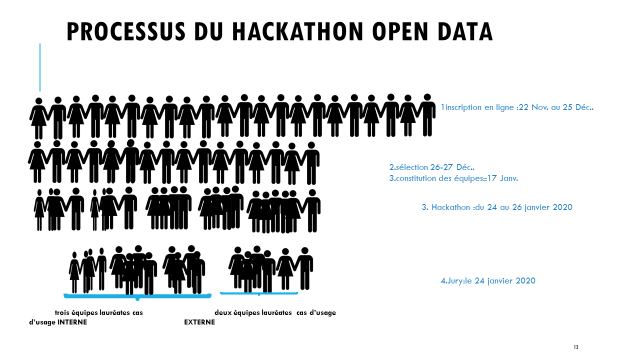 PROCESSUS DU HACKATHON OPEN DATA
1Inscription en ligne :22 Nov. au 25 Déc..
2.sélection 26-27 Déc..
3.constitution des équipes:=17 Janv.
3. Hackathon :du 24 au 26 janvier 2020
4.Jury:le 24 janvier 2020
trois équipes lauréates cas
d'usage INTERNE
deux équipes lauréates cas d'usage
EXTERNE
12